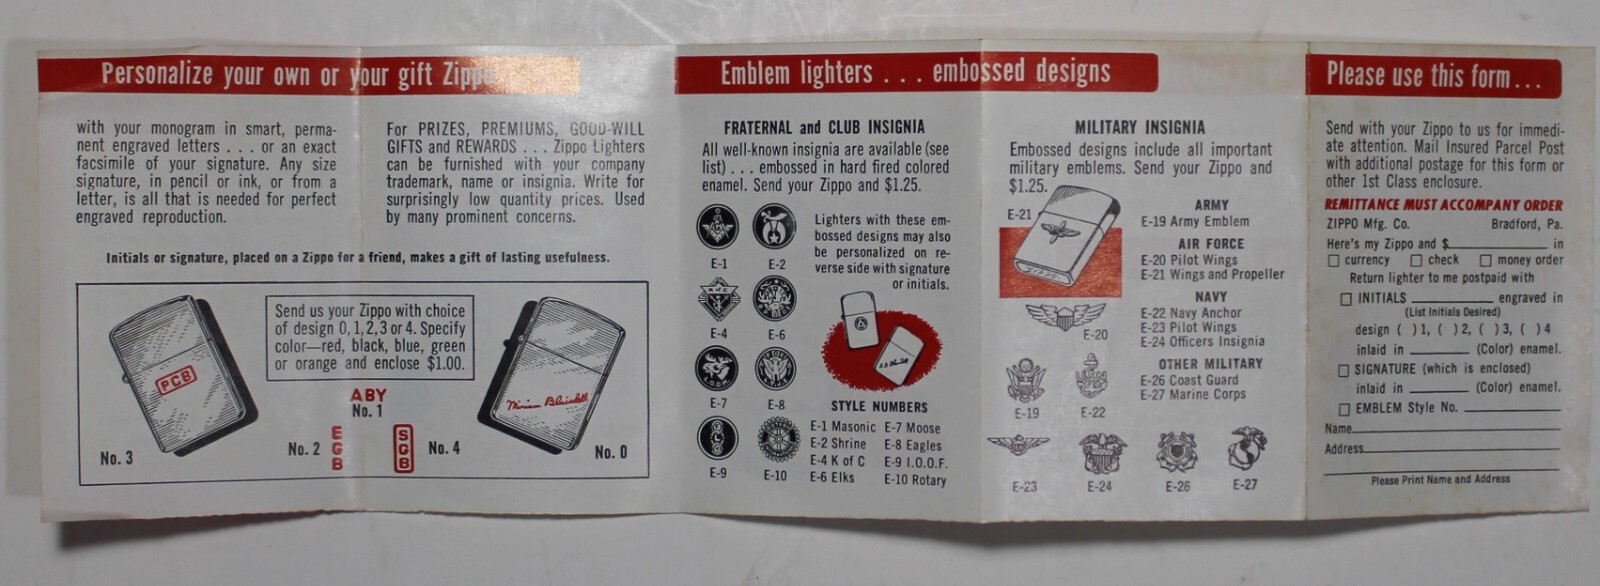 Personalize your own or your gift Zippo
with your monogram in smart, perma-
nent engraved letters . . . or an exact
facsimile of your signature. Any size
signature, in pencil or ink, or from a
letter, is all that is needed for perfect
engraved reproduction.
For PRIZES, PREMIUMS, GOOD-WILL
GIFTS and REWARDS . . . Zippo Lighters
can be furnished with your company
trademark, name or insignia. Write for
surprisingly low quantity prices. Used
by many prominent concerns.
Initials or signature, placed on a Zippo for a friend, makes a gift of lasting usefulness.
PCB
No. 3
Send us your Zippo with choice
of design 0, 1, 2, 3 or 4. Specify
color—red, black, blue, green
or orange and enclose $1.00.
ABY
No. 1
No. 2
E
G
B
S
G
B
No. 4
Miriam Blaisdell
No. 0
Emblem lighters . . . embossed designs
FRATERNAL and CLUB INSIGNIA
All well-known insignia are available (see
list) . . . embossed in hard fired colored
enamel. Send your Zippo and $1.25.
E-1
E-2
E-4
E-6
E-7
E-8
E-9
E-10
Lighters with these em-
bossed designs may also
be personalized on re-
verse side with signature
or initials.
STYLE NUMBERS
E-1 Masonic E-7 Moose
E-2 Shrine E-8 Eagles
E-4 K of C E-9 I.O.O.F.
E-6 Elks E-10 Rotary
MILITARY INSIGNIA
Embossed designs include all important
military emblems. Send your Zippo and
$1.25.
E-21
ZIPPO
E-20
E-19
E-22
E-23
E-24
E-26
E-27
ARMY
E-19 Army Emblem
AIR FORCE
E-20 Pilot Wings
E-21 Wings and Propeller
NAVY
E-22 Navy Anchor
E-23 Pilot Wings
E-24 Officers Insignia
OTHER MILITARY
E-26 Coast Guard
E-27 Marine Corps
Please use this form . . .
Send with your Zippo to us for immedi-
ate attention. Mail Insured Parcel Post
with additional postage for this form or
other 1st Class enclosure.
REMITTANCE MUST ACCOMPANY ORDER
ZIPPO Mfg. Co. Bradford, Pa.
Here's my Zippo and $ in
currency check money order
Return lighter to me postpaid with
INITIALS engraved in
(List Initials Desired)
design ( )1, ( )2, ( )3, ( )4
inlaid in (Color) enamel.
SIGNATURE (which is enclosed)
inlaid in (Color) enamel.
EMBLEM Style No.
Name
Address
Please Print Name and Address